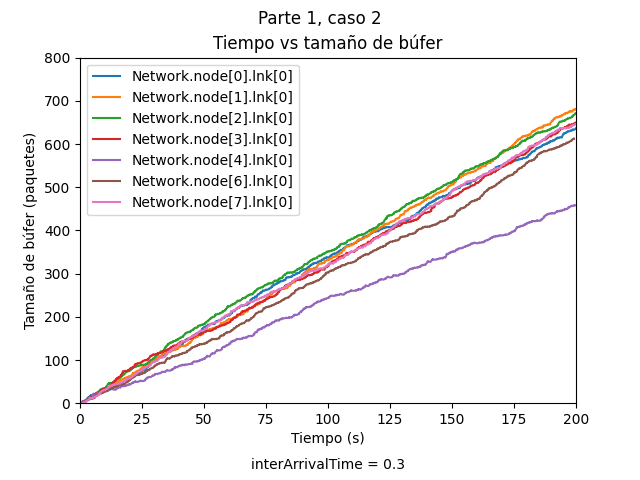 Parte 1, caso 2
Tiempo vs tamaño de búfer
Tamaño de búfer (paquetes)
800
700
600
500
400
300
200
100
0
Network.node[0].lnk[0]
Network.node[1].lnk[0]
Network.node[2].lnk[0]
Network.node[3].lnk[0]
Network.node[4].lnk[0]
Network.node[6].lnk[0]
Network.node[7].lnk[0]
0 25 50 75 100 125 150 175 200
Tiempo (s)
interArrivalTime = 0.3